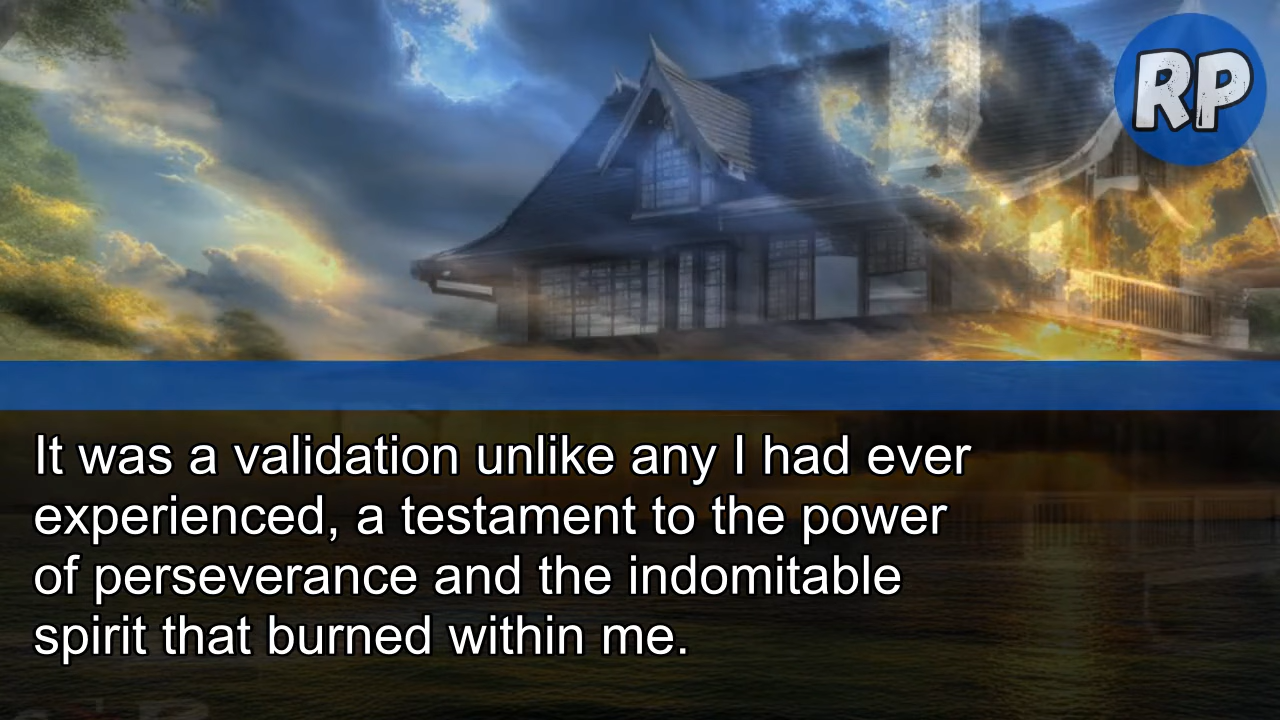 RP
It was a validation unlike any I had ever
experienced, a testament to the power
of perseverance and the indomitable
spirit that burned within me.